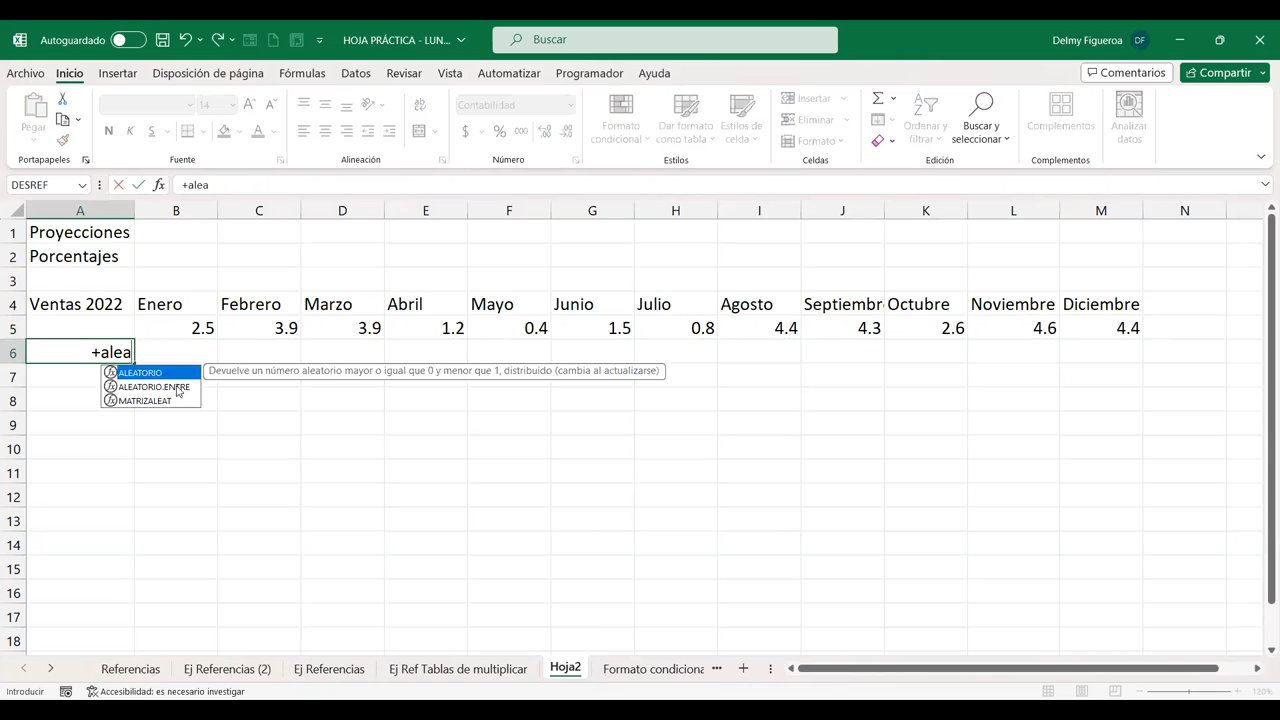 Autoguardado HOJA PRÁCTICA - LUN... Buscar Delmy Figueroa DF
Archivo Inicio Insertar Disposición de página Fórmulas Datos Revisar Vista Automatizar Programador Ayuda Comentarios Compartir
14 Contabilidad
Insertar
Eliminar
Formato
Pegar
N K S
$ % 000
Formato condicional
Dar formato como tabla
Estilos de celda
Ordenar y filtrar
Buscar y seleccionar
Complementos
Analizar datos
Portapapeles Fuente Alineación Número Estilos Celdas Edición Complementos
DESREF fx +alea
A B C D E F G H I J K L M N
1 Proyecciones
2 Porcentajes
3
4 Ventas 2022 Enero Febrero Marzo Abril Mayo Junio Julio Agosto Septiembr Octubre Noviembre Diciembre
5 2.5 3.9 3.9 1.2 0.4 1.5 0.8 4.4 4.3 2.6 4.6 4.4
6 +alea
ALEATORIO Devuelve un número aleatorio mayor o igual que 0 y menor que 1, distribuido (cambia al actualizarse)
7
ALEATORIO.ENTRE
8 MATRIZALEAT
9
10
11
12
13
14
15
16
17
18
Referencias Ej Referencias (2) Ej Referencias Ej Ref Tablas de multiplicar Hoja2 Formato condiciona ...
Introducir Accesibilidad: es necesario investigar 120%